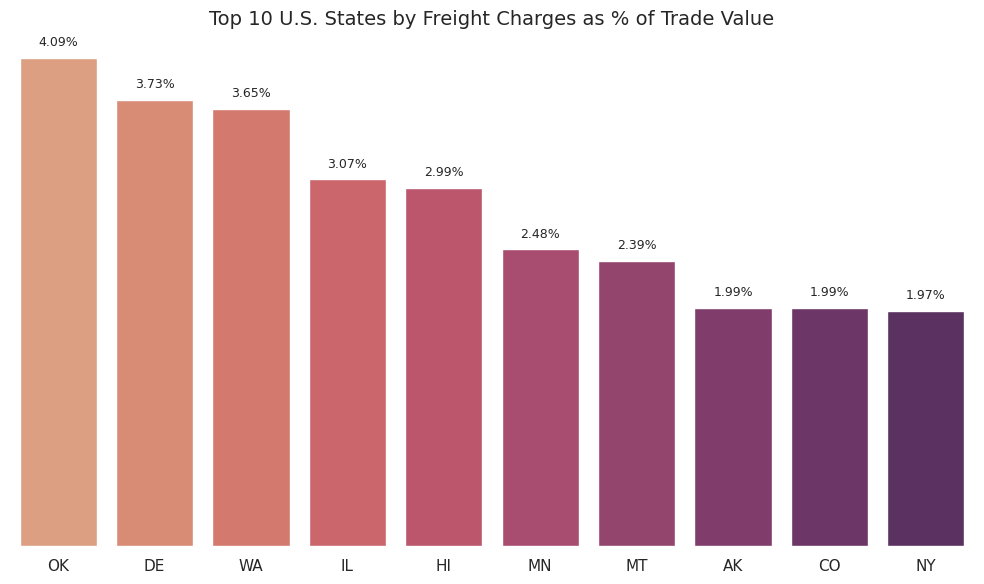 Top 10 U.S. States by Freight Charges as % of Trade Value
4.09%
3.73%
3.65%
3.07%
2.99%
2.48%
2.39%
1.99%
1.99%
1.97%
OK
DE
WA
IL
HI
MN
MT
AK
CO
NY